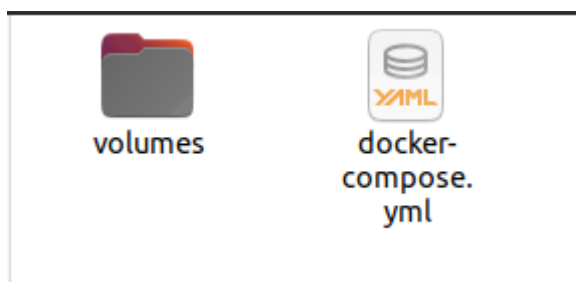 YAML
volumes
docker-
compose.
yml